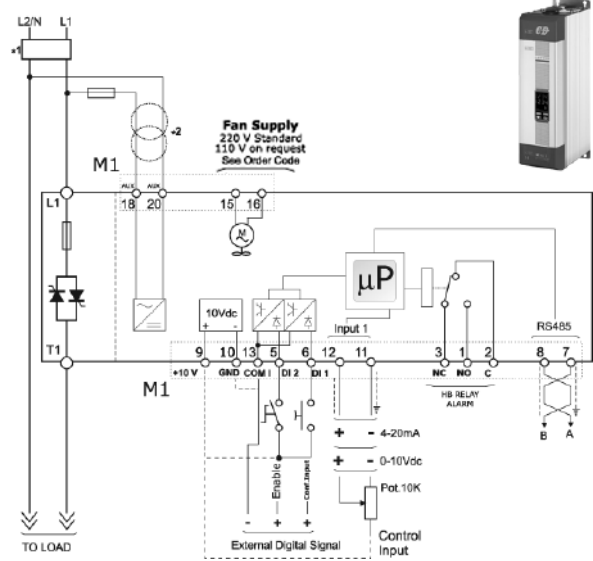 L2/N L1
*1
*2
Fan Supply
220 V Standard
110 V on request
See Order Code
M1
AUX AUX
L1
18 20 15 16
M
µP
10Vdc
+ -
Input 1
RS485
T1
9 10 13 5 6 12 11 3 1 2 8 7
+10 V GND COM I DI 2 DI 1 NC NO C
M1
HB RELAY
ALARM
+ - 4-20mA
B A
+ - 0-10Vdc
Enable
Conf.Input
Pot.10K
- + +
TO LOAD
External Digital Signal
Control
Input